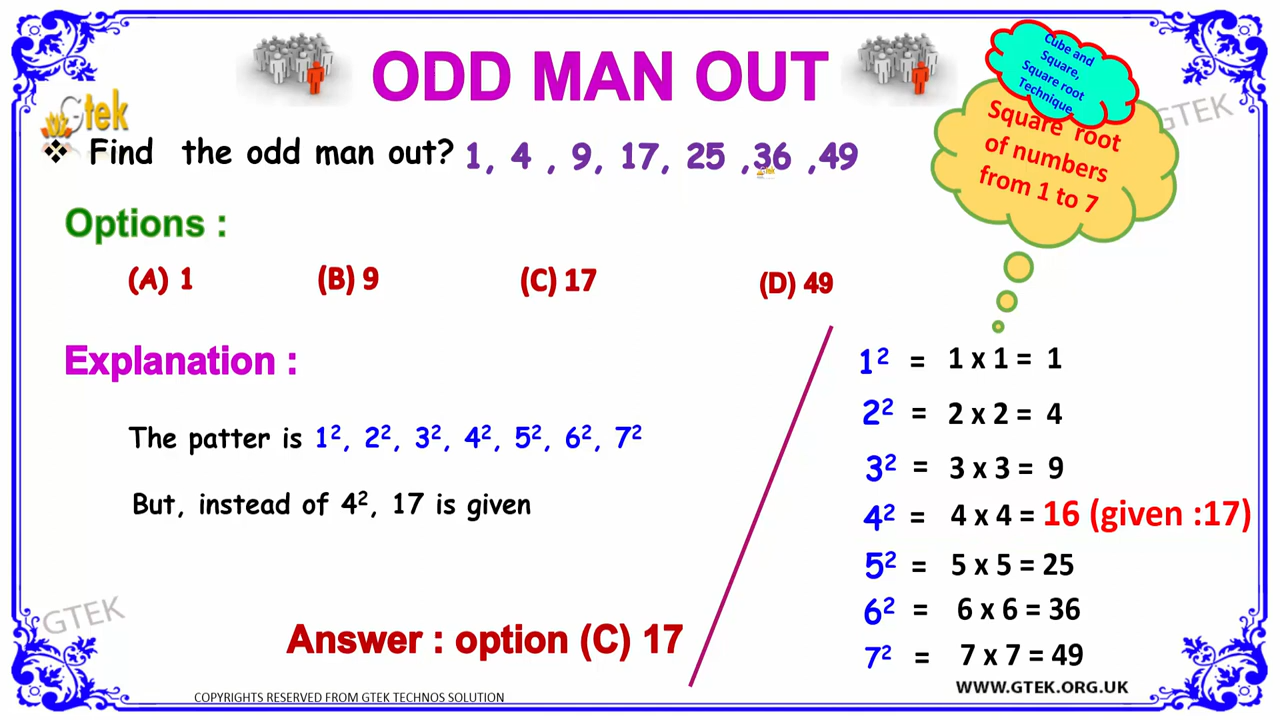 ODD MAN OUT
Cube and
Square,
Square root
Technique
GTEK
Gtek
Square root
of numbers
from 1 to 7
❖ Find the odd man out? 1, 4 , 9, 17, 25 ,36 ,49
Options :
(A) 1 (B) 9 (C) 17 (D) 49
Explanation :
The patter is 1², 2², 3², 4², 5², 6², 7²
But, instead of 4², 17 is given
Answer : option (C) 17
1² = 1 x 1 = 1
2² = 2 x 2 = 4
3² = 3 x 3 = 9
4² = 4 x 4 = 16 (given :17)
5² = 5 x 5 = 25
6² = 6 x 6 = 36
7² = 7 x 7 = 49
GTEK
WWW.GTEK.ORG.UK
COPYRIGHTS RESERVED FROM GTEK TECHNOS SOLUTION